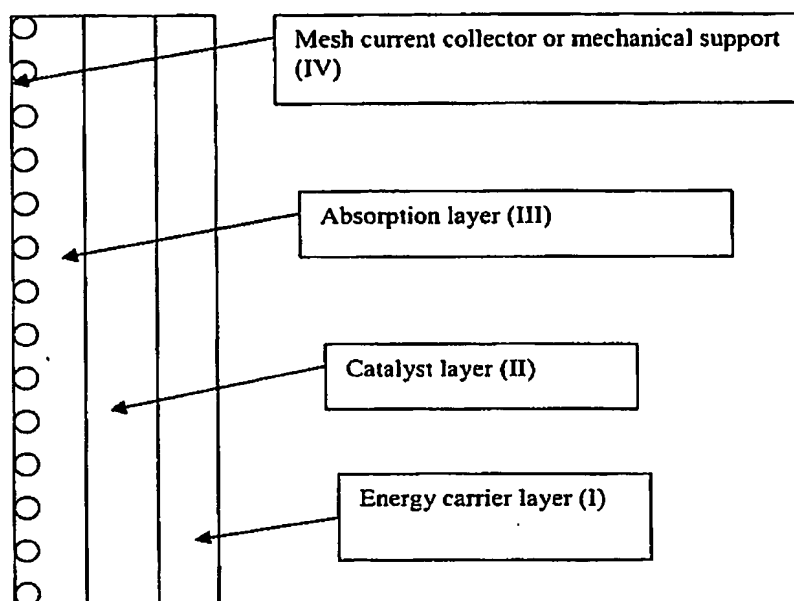 Mesh current collector or mechanical support
(IV)
Absorption layer (III)
Catalyst layer (II)
Energy carrier layer (I)